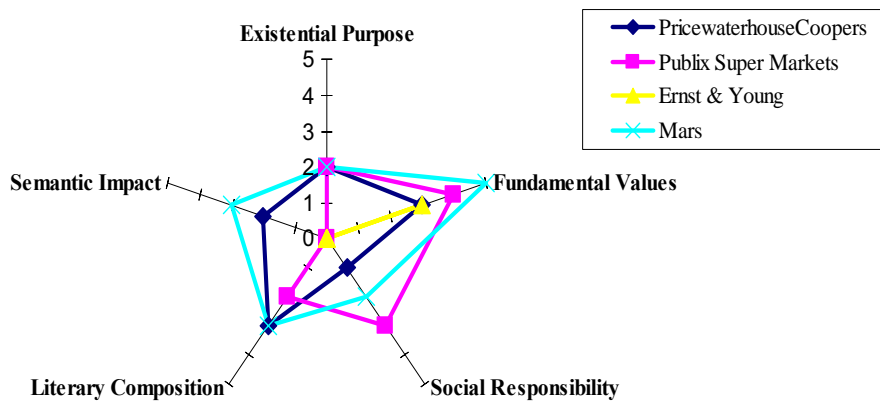 Existential Purpose
5
4
3
2
1
0
Semantic Impact
Fundamental Values
Literary Composition
Social Responsibility
PricewaterhouseCoopers
Publix Super Markets
Ernst & Young
Mars